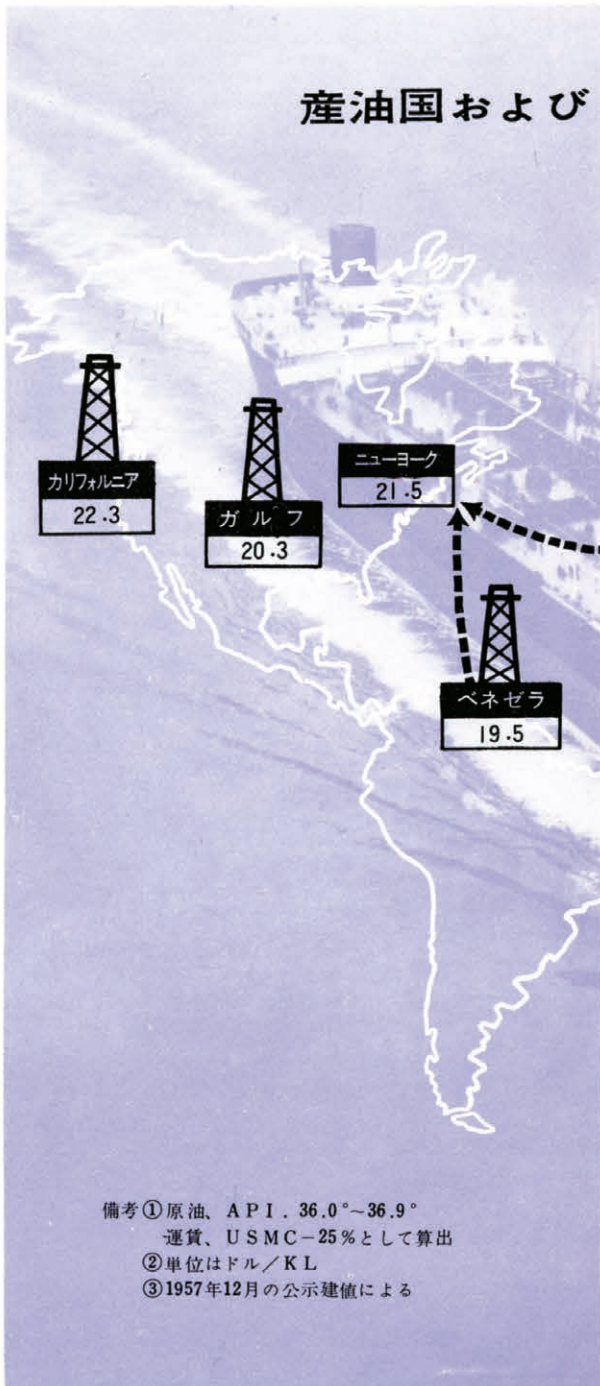 産油国および
カリフォルニア
22.3
ガルフ
20.3
ニューヨーク
21.5
ベネゼラ
19.5
備考①原油、API. 36.0°~36.9°
運賃、USMC−25%として算出
②単位はドル/KL
③1957年12月の公示建値による